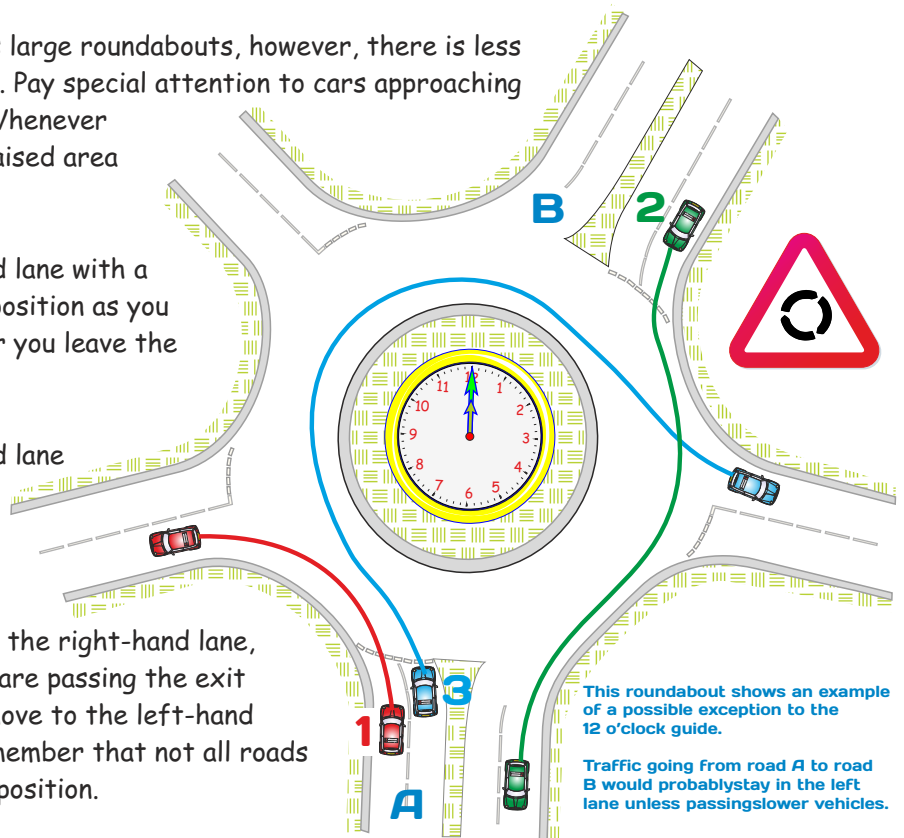 large roundabouts, however, there is less
. Pay special attention to cars approaching
Whenever
aised area
d lane with a
position as you
r you leave the
d lane
the right-hand lane,
are passing the exit
ove to the left-hand
member that not all roads
position.
B
2
12
1
2
3
4
5
6
7
8
9
10
11
1
3
A
This roundabout shows an example
of a possible exception to the
12 o'clock guide.
Traffic going from road A to road
B would probablystay in the left
lane unless passingslower vehicles.